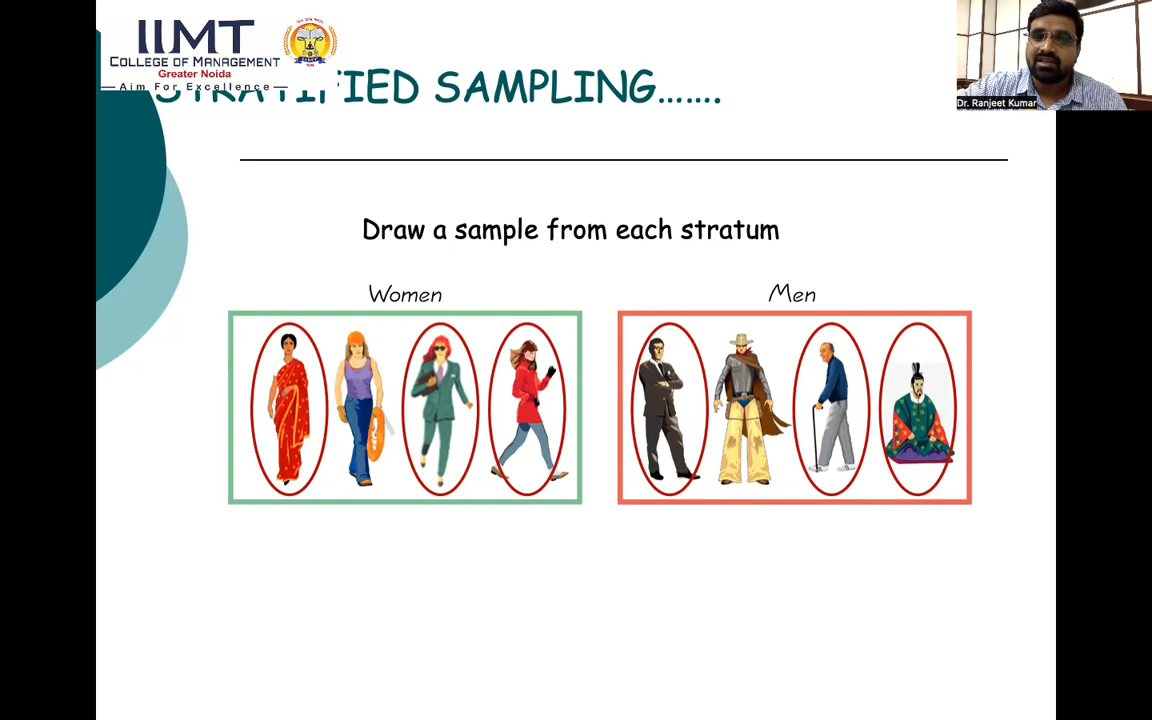 IIMT
COLLEGE OF MANAGEMENT
Greater Noida
Aim For Excellence
STRATIFIED SAMPLING.......
Dr. Ranjeet Kumar
Draw a sample from each stratum
Women
Men